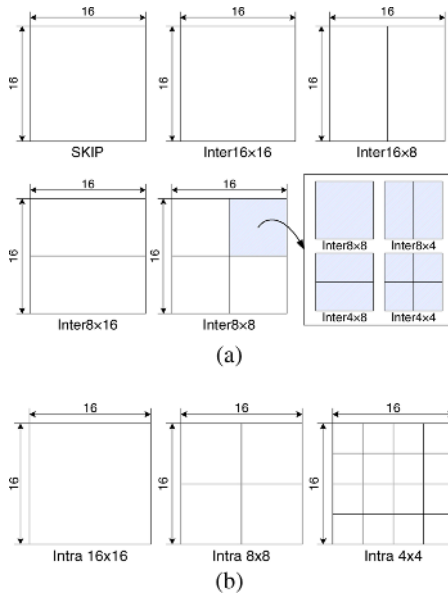 16 16 16
16 16 16
SKIP Inter16×16 Inter16×8
16 16
16 16
Inter8×8 Inter8×4
Inter4×8 Inter4×4
Inter8×16 Inter8×8
(a)
16 16 16
16 16 16
Intra 16x16 Intra 8x8 Intra 4x4
(b)